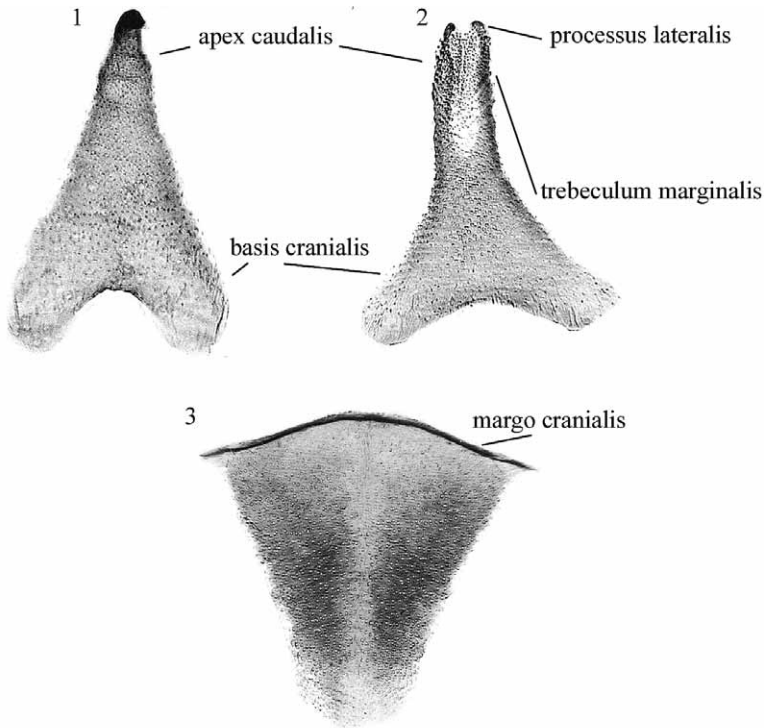 1
2
apex caudalis
processus lateralis
trebeculum marginalis
basis cranialis
3
margo cranialis